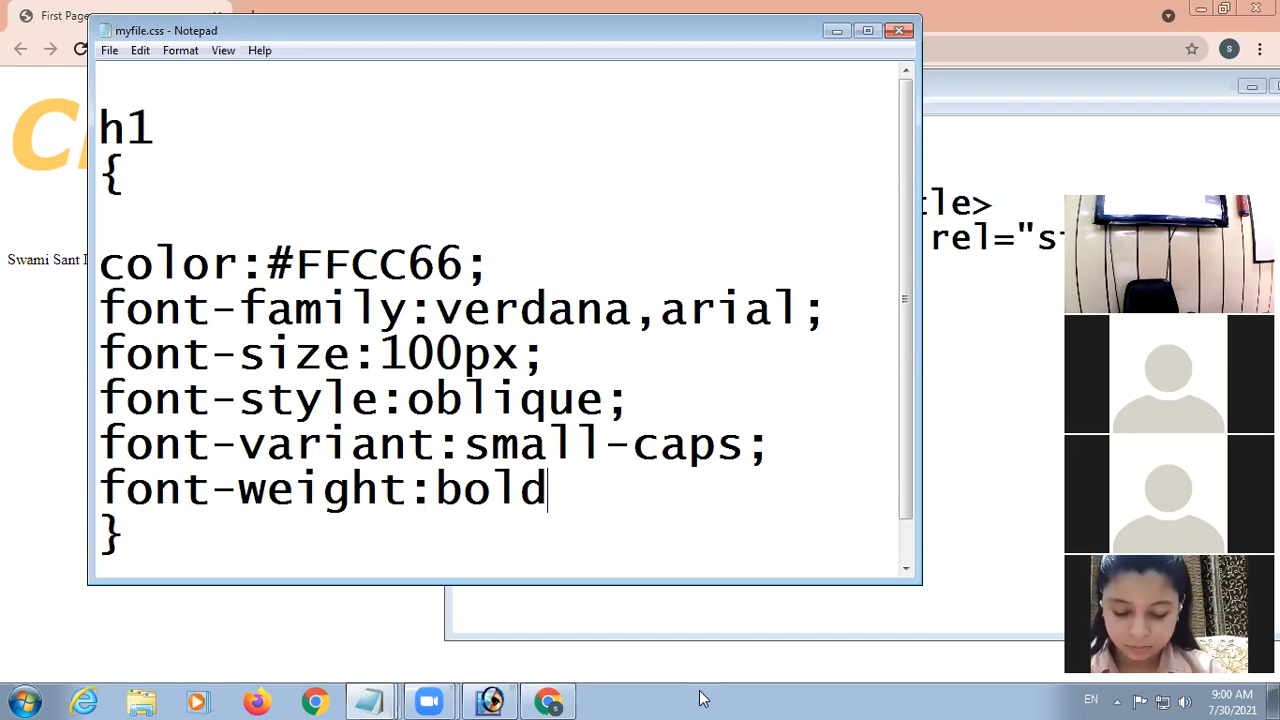 First Pag
myfile.css - Notepad
File Edit Format View Help
h1
{
color:#FFCC66;
font-family:verdana,arial;
font-size:100px;
font-style:oblique;
font-variant:small-caps;
font-weight:bold
}
C
Swami Sant
tle>
rel="s
S
EN
9:00 AM
7/30/2021